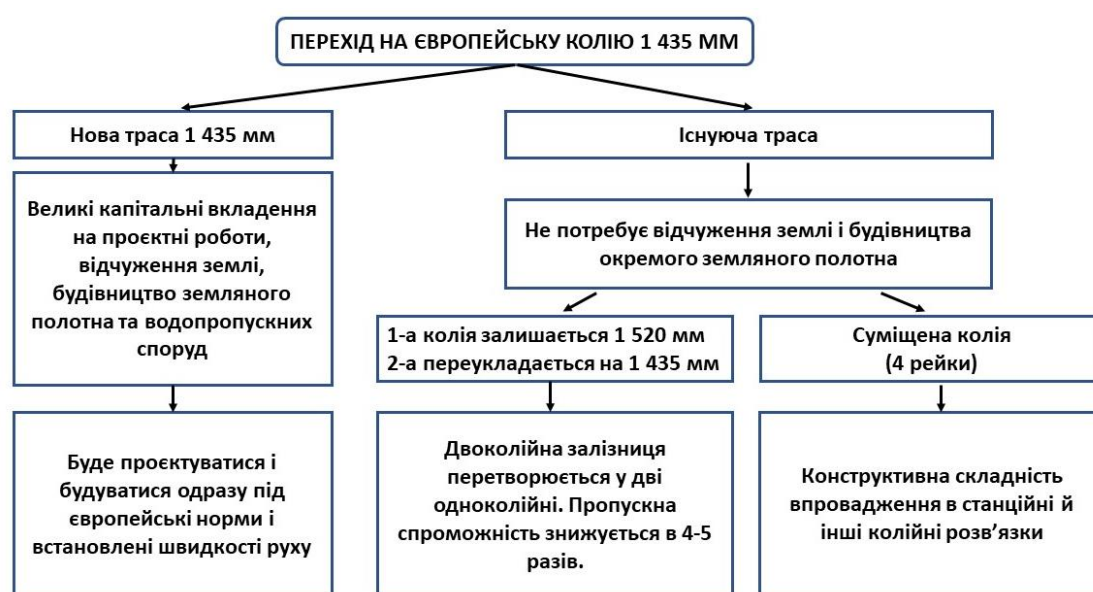 ПЕРЕХІД НА ЄВРОПЕЙСЬКУ КОЛІЮ 1 435 ММ
Нова траса 1 435 мм
Існуюча траса
Великі капітальні вкладення
на проєктні роботи,
відчуження землі,
будівництво земляного
полотна та водопропускних
споруд
Не потребує відчуження землі і будівництва
окремого земляного полотна
1-а колія залишається 1 520 мм
2-а переукладається на 1 435 мм
Суміщена колія
(4 рейки)
Буде проєктуватися і
будуватися одразу під
європейські норми і
встановлені швидкості руху
Двоколійна залізниця
перетворюється у дві
одноколійні. Пропускна
спроможність знижується в 4-5
разів.
Конструктивна складність
впровадження в станційні й
інші колійні розв’язки